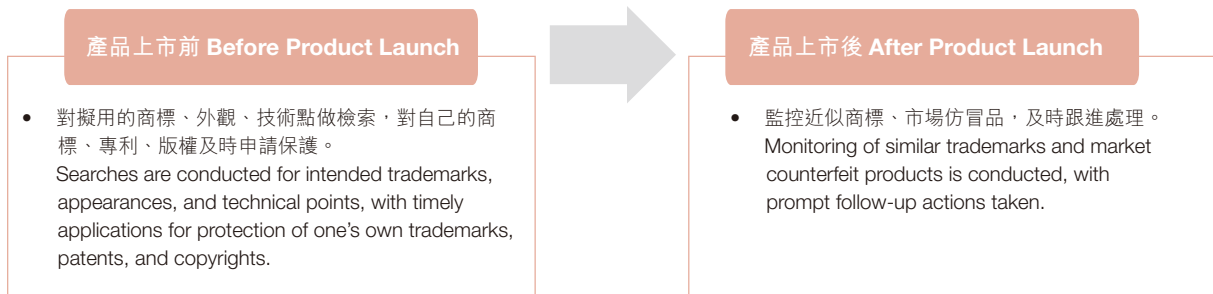 產品上市前 Before Product Launch
• 對擬用的商標、外觀、技術點做檢索，對自己的商
標、專利、版權及時申請保護。
Searches are conducted for intended trademarks,
appearances, and technical points, with timely
applications for protection of one’s own trademarks,
patents, and copyrights.
產品上市後 After Product Launch
• 監控近似商標、市場仿冒品，及時跟進處理。
Monitoring of similar trademarks and market
counterfeit products is conducted, with
prompt follow-up actions taken.